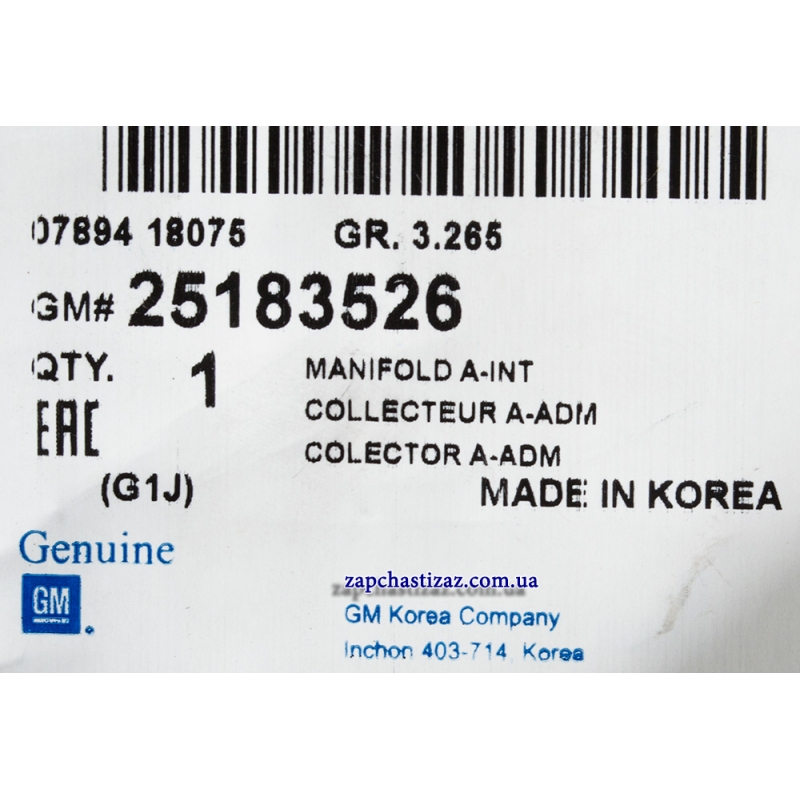 07894 18075 GR. 3.265
GM# 25183526
QTY. 1 MANIFOLD A-INT
EAC COLLECTEUR A-ADM
COLECTOR A-ADM
(G1J) MADE IN KOREA
Genuine
zapchastizaz.com.ua
GM
GM Korea Company
Inchon 403-714, Korea